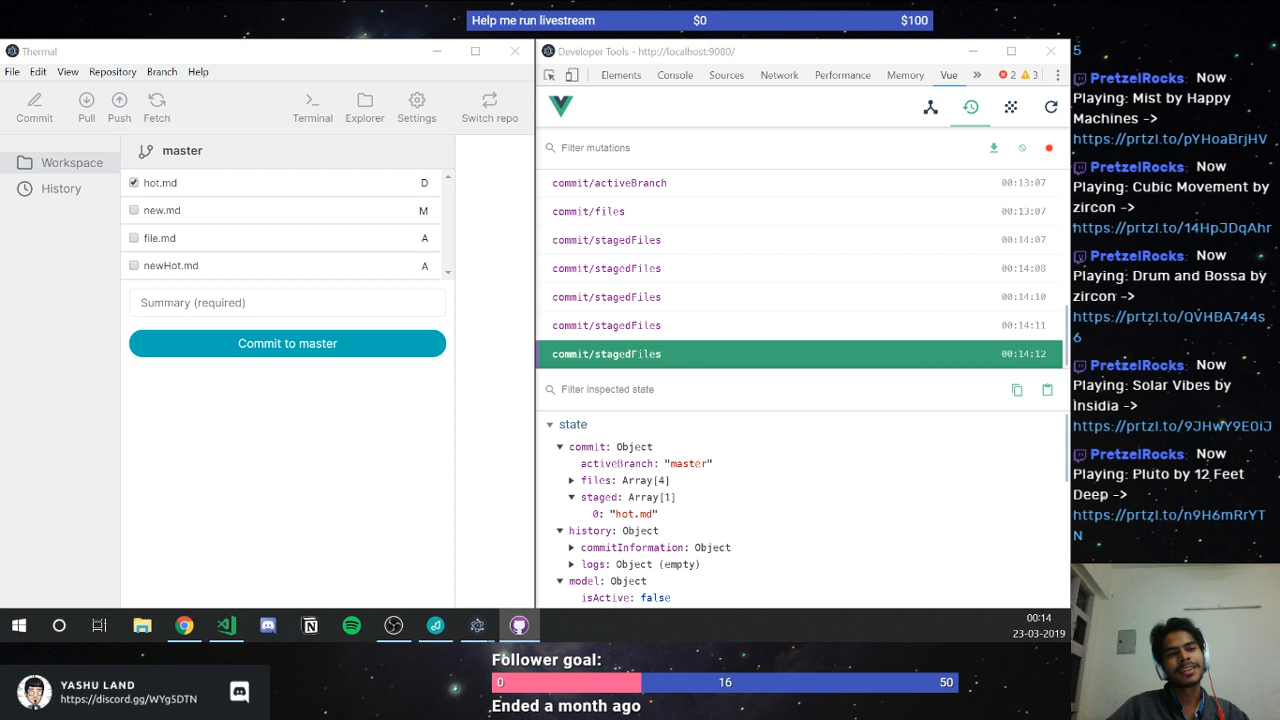 Help me run livestream $0 $100
Thermal
File Edit View Repository Branch Help
Commit Pull Push Fetch Terminal Explorer Settings Switch repo
Workspace
History
master
hot.md D
new.md M
file.md A
newHot.md A
Summary (required)
Commit to master
Developer Tools - http://localhost:9080/
Elements Console Sources Network Performance Memory Vue » 2 3
Filter mutations
commit/activeBranch 00:13:07
commit/files 00:13:07
commit/stagedFiles 00:14:07
commit/stagedFiles 00:14:08
commit/stagedFiles 00:14:10
commit/stagedFiles 00:14:11
commit/stagedFiles 00:14:12
Filter inspected state
state
commit: Object
activeBranch: "master"
files: Array[4]
staged: Array[1]
0: "hot.md"
history: Object
commitInformation: Object
logs: Object (empty)
model: Object
isActive: false
5
PretzelRocks: Now
Playing: Mist by Happy
Machines ->
https://prtzl.to/pYHoaBrjHV
PretzelRocks: Now
Playing: Cubic Movement by
zircon ->
https://prtzl.to/14HpJDqAhr
PretzelRocks: Now
Playing: Drum and Bossa by
zircon ->
https://prtzl.to/QVHBA744s
6
PretzelRocks: Now
Playing: Solar Vibes by
Insidia ->
https://prtzl.to/9JHwY9E0iJ
PretzelRocks: Now
Playing: Pluto by 12 Feet
Deep ->
https://prtzl.to/n9H6mRrYT
N
00:14
23-03-2019
YASHU LAND
https://discord.gg/WYg5DTN
Follower goal:
0 16 50
Ended a month ago